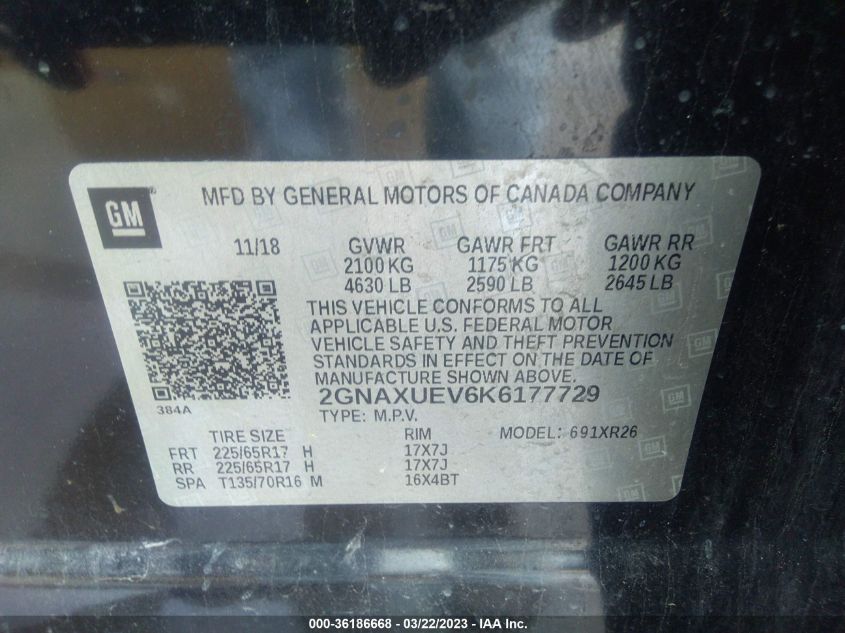 GM
MFD BY GENERAL MOTORS OF CANADA COMPANY
11/18 GVWR GAWR FRT GAWR RR
2100 KG 1175 KG 1200 KG
4630 LB 2590 LB 2645 LB
THIS VEHICLE CONFORMS TO ALL
APPLICABLE U.S. FEDERAL MOTOR
VEHICLE SAFETY AND THEFT PREVENTION
STANDARDS IN EFFECT ON THE DATE OF
MANUFACTURE SHOWN ABOVE.
384A
2GNAXUEV6K6177729
TYPE: M.P.V.
TIRE SIZE RIM MODEL: 691XR26
FRT 225/65R17 H 17X7J
RR 225/65R17 H 17X7J
SPA T135/70R16 M 16X4BT
000-36186668 - 03/22/2023 - IAA Inc.